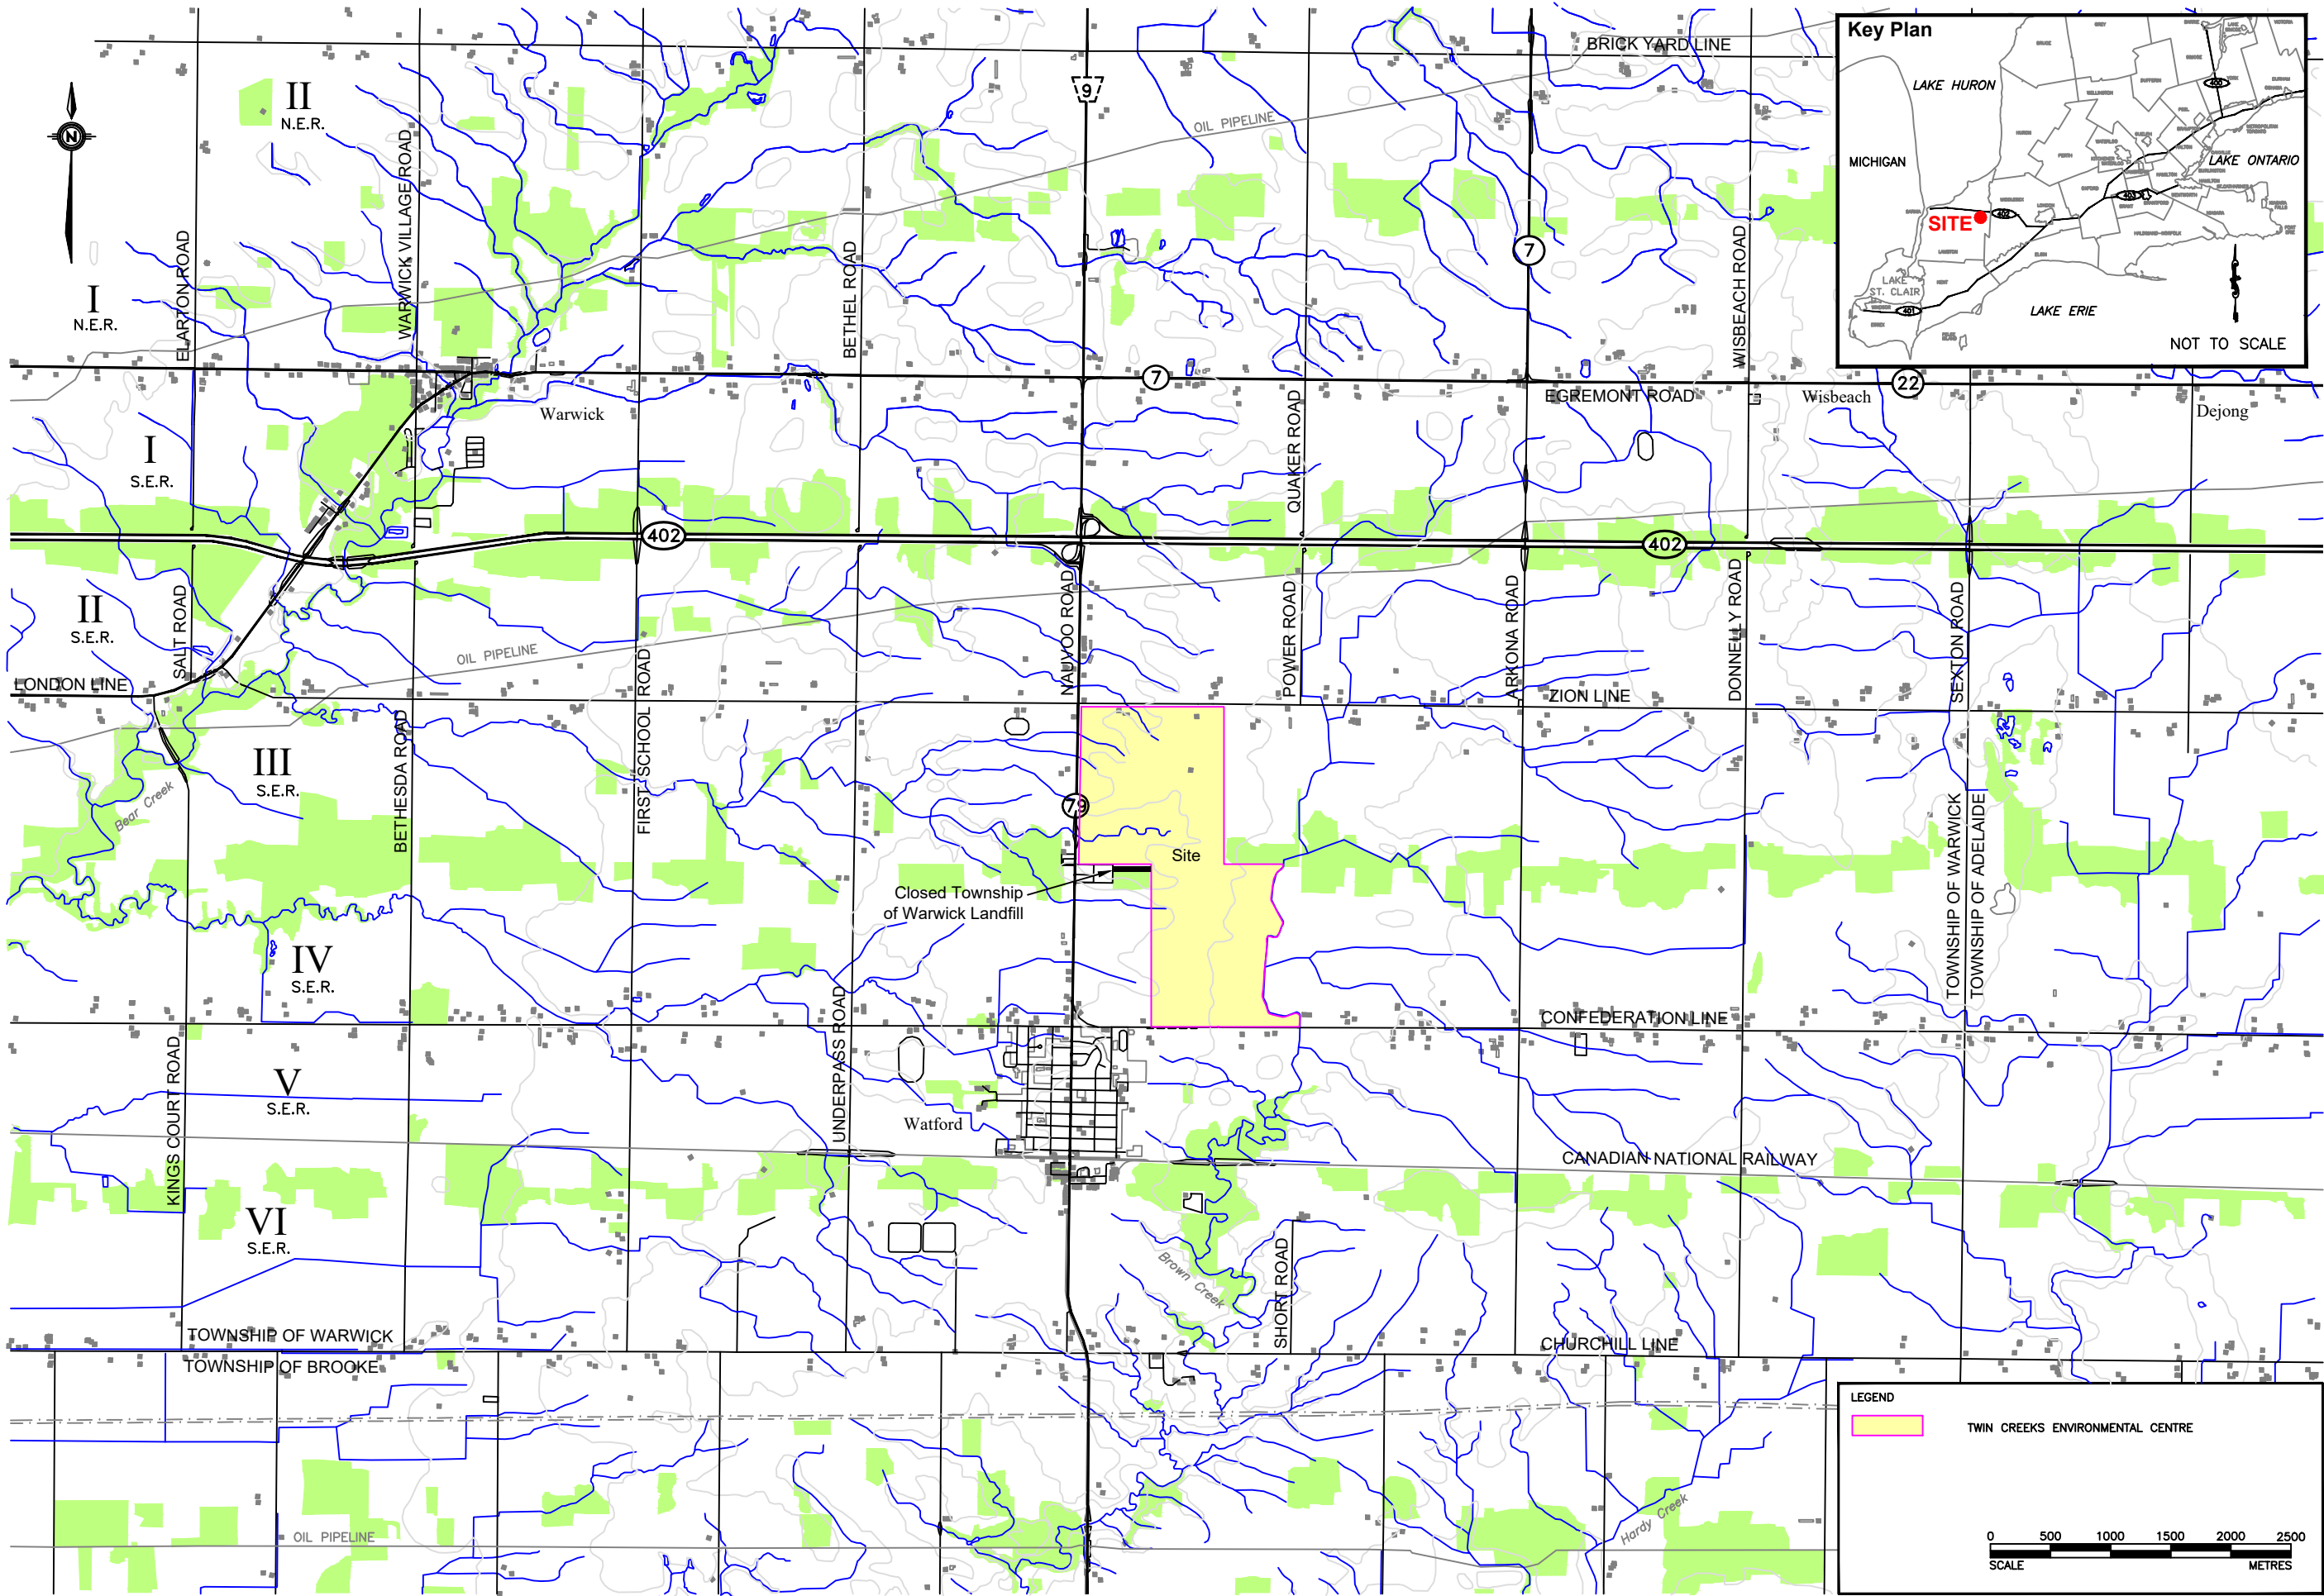 BRICK YARD LINE
Key Plan
LAKE HURON
MICHIGAN
LAKE ONTARIO
SITE
LAKE
ST. CLAIR
LAKE ERIE
NOT TO SCALE
400
402
403
401
N
II
N.E.R.
9
OIL PIPELINE
WARWICK VILLAGE ROAD
ELARTON ROAD
BETHEL ROAD
7
WISBEACH ROAD
I
N.E.R.
7
22
EGREMONT ROAD
Wisbeach
Dejong
Warwick
QUAKER ROAD
I
S.E.R.
402
402
II
S.E.R.
SALT ROAD
NAUVOO ROAD
POWER ROAD
ARKONA ROAD
DONNELLY ROAD
SEXTON ROAD
OIL PIPELINE
LONDON LINE
ZION LINE
FIRST SCHOOL ROAD
BETHESDA ROAD
III
S.E.R.
Bear Creek
79
Site
Closed Township
of Warwick Landfill
TOWNSHIP OF WARWICK
TOWNSHIP OF ADELAIDE
IV
S.E.R.
UNDERPASS ROAD
CONFEDERATION LINE
KINGS COURT ROAD
V
S.E.R.
Watford
CANADIAN NATIONAL RAILWAY
VI
S.E.R.
Brown Creek
SHORT ROAD
TOWNSHIP OF WARWICK
TOWNSHIP OF BROOKE
CHURCHILL LINE
LEGEND
TWIN CREEKS ENVIRONMENTAL CENTRE
Hardy Creek
OIL PIPELINE
0 500 1000 1500 2000 2500
SCALE METRES